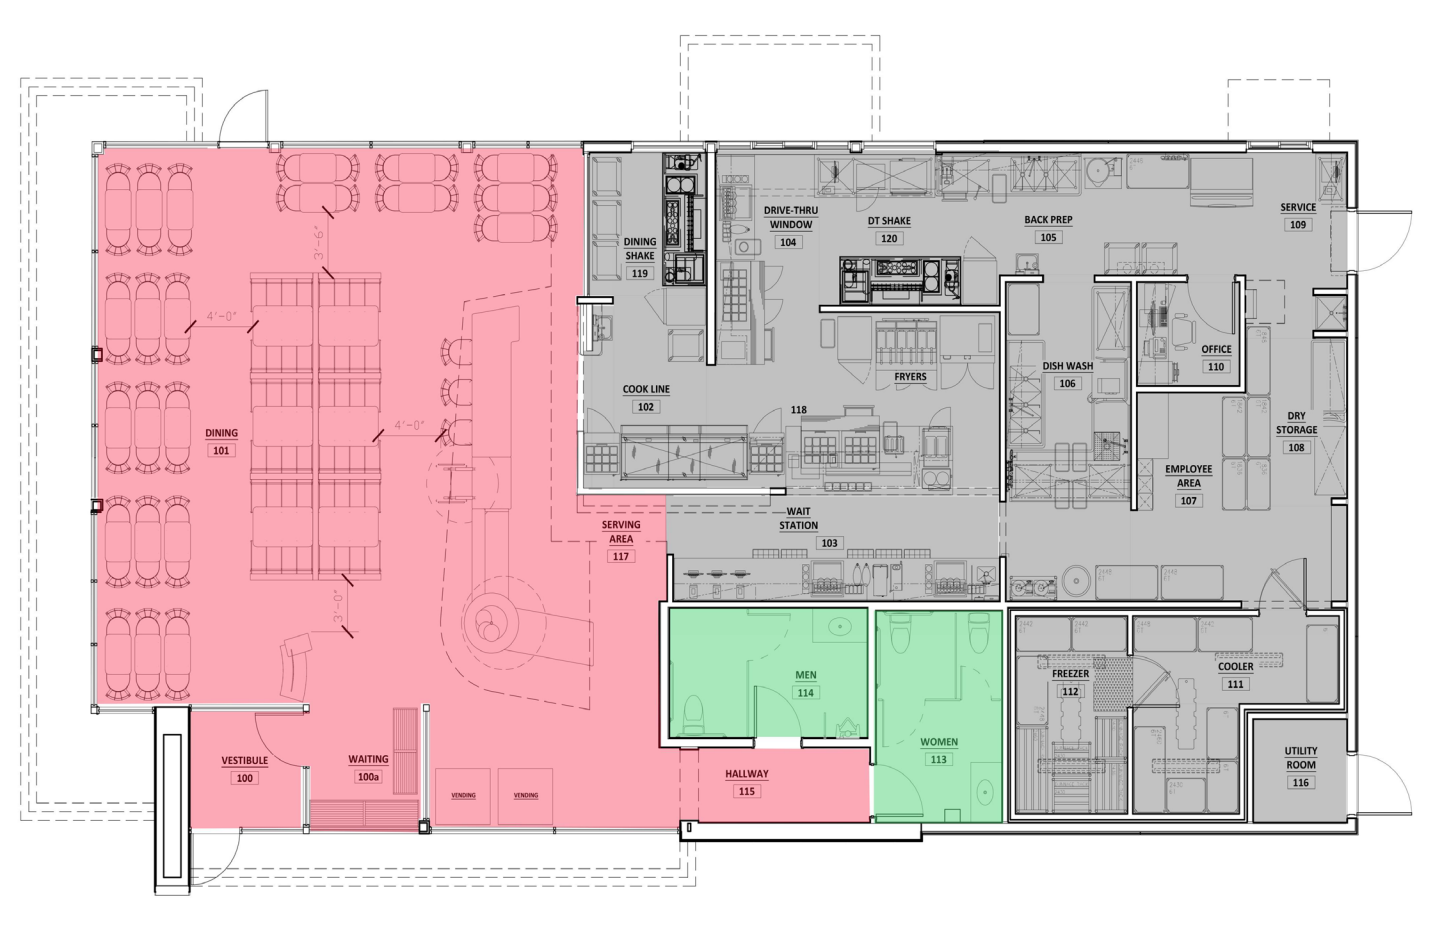 3'-6"
DRIVE-THRU
WINDOW
104
DT SHAKE
120
BACK PREP
105
SERVICE
109
DINING
SHAKE
119
4'-0"
OFFICE
110
DISH WASH
106
FRYERS
COOK LINE
102
118
4'-0"
DINING
101
DRY
STORAGE
108
EMPLOYEE
AREA
107
WAIT
STATION
103
SERVING
AREA
117
3'-0"
MEN
114
FREEZER
112
COOLER
111
WOMEN
113
VESTIBULE
100
WAITING
100a
HALLWAY
115
UTILITY
ROOM
116
VENDING
VENDING